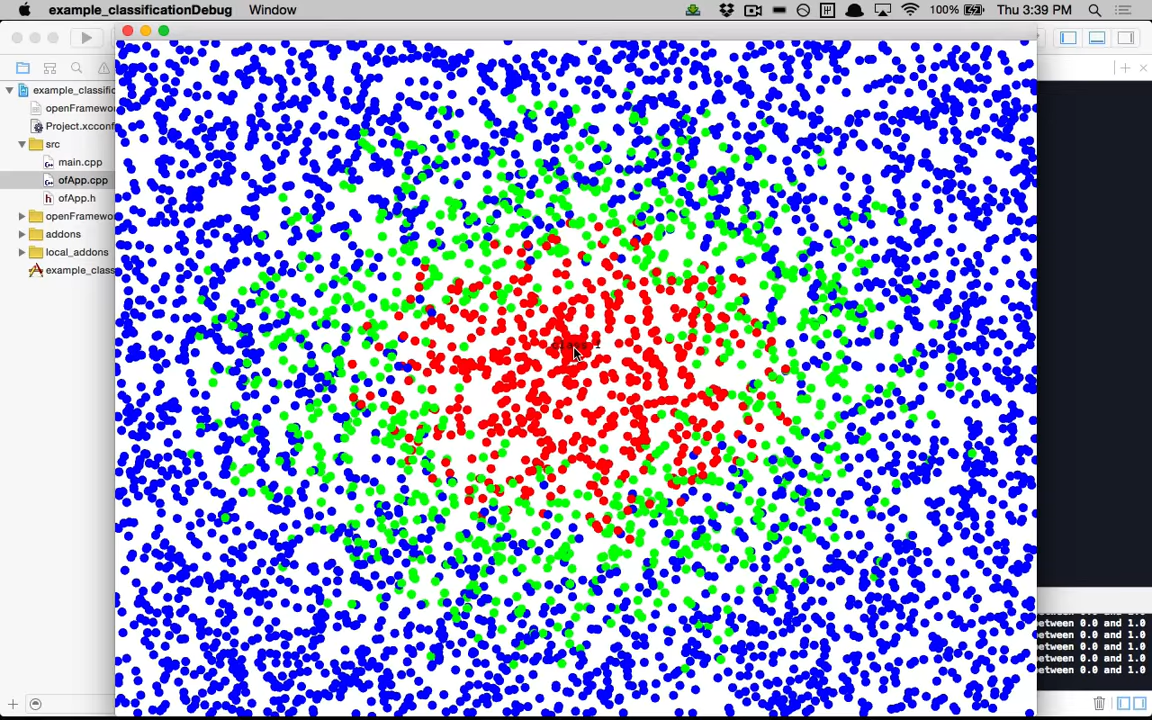 example_classificationDebug Window 100% Thu 3:39 PM
example_classific
openFramewor
Project.xcconf
src
main.cpp
ofApp.cpp
ofApp.h
openFramewo
addons
local_addons
example_class
etween 0.0 and 1.0
etween 0.0 and 1.0
etween 0.0 and 1.0
etween 0.0 and 1.0
etween 0.0 and 1.0